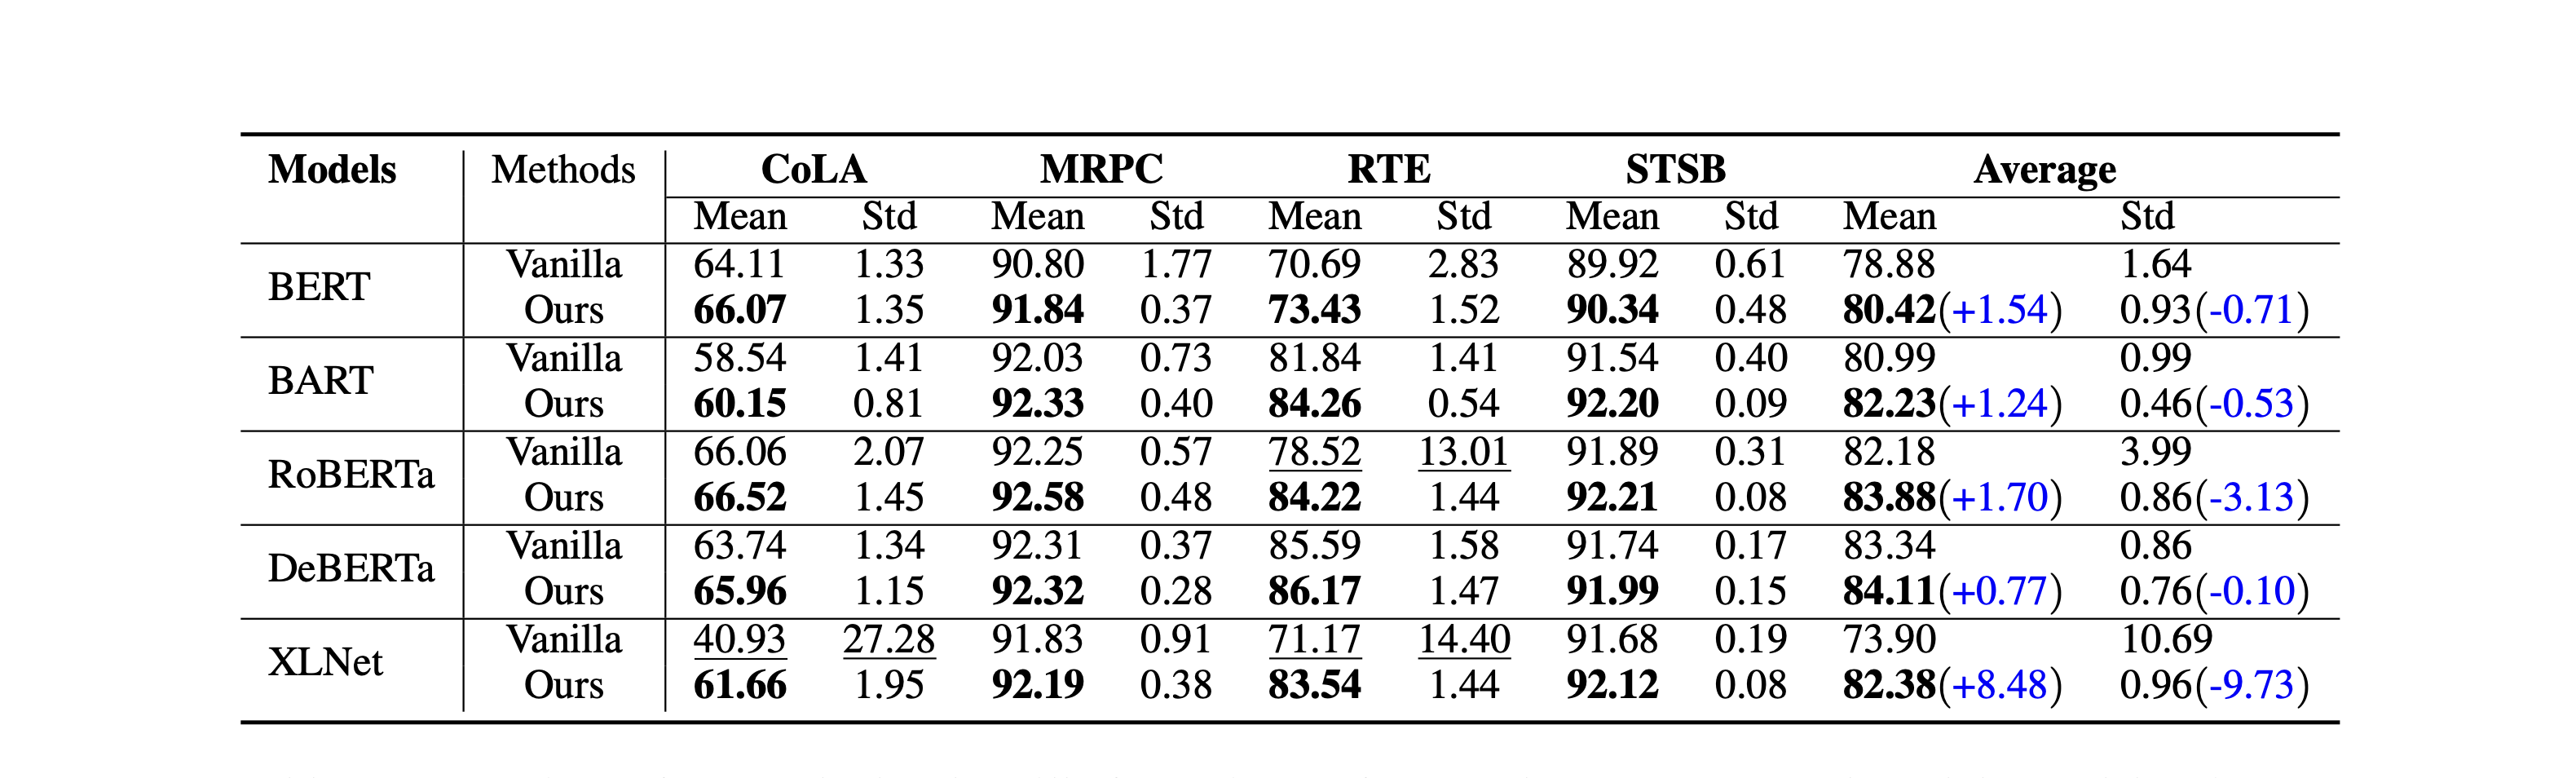 Models Methods CoLA MRPC RTE STSB Average
Mean Std Mean Std Mean Std Mean Std Mean Std
BERT Vanilla 64.11 1.33 90.80 1.77 70.69 2.83 89.92 0.61 78.88 1.64
Ours 66.07 1.35 91.84 0.37 73.43 1.52 90.34 0.48 80.42(+1.54) 0.93(-0.71)
BART Vanilla 58.54 1.41 92.03 0.73 81.84 1.41 91.54 0.40 80.99 0.99
Ours 60.15 0.81 92.33 0.40 84.26 0.54 92.20 0.09 82.23(+1.24) 0.46(-0.53)
RoBERTa Vanilla 66.06 2.07 92.25 0.57 78.52 13.01 91.89 0.31 82.18 3.99
Ours 66.52 1.45 92.58 0.48 84.22 1.44 92.21 0.08 83.88(+1.70) 0.86(-3.13)
DeBERTa Vanilla 63.74 1.34 92.31 0.37 85.59 1.58 91.74 0.17 83.34 0.86
Ours 65.96 1.15 92.32 0.28 86.17 1.47 91.99 0.15 84.11(+0.77) 0.76(-0.10)
XLNet Vanilla 40.93 27.28 91.83 0.91 71.17 14.40 91.68 0.19 73.90 10.69
Ours 61.66 1.95 92.19 0.38 83.54 1.44 92.12 0.08 82.38(+8.48) 0.96(-9.73)